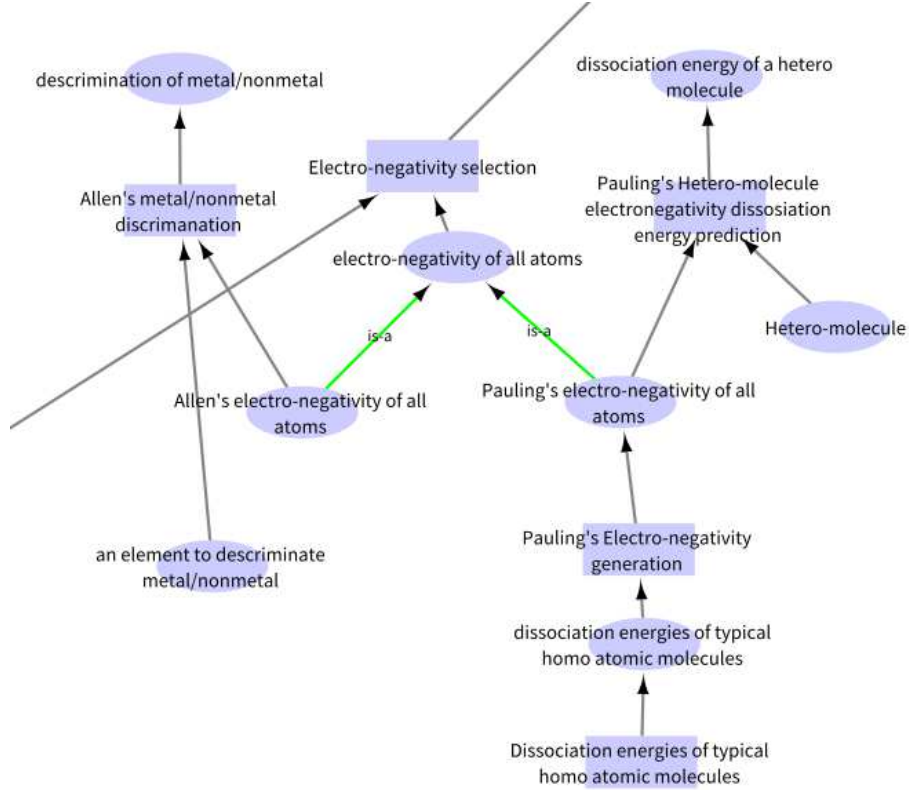 dissociation energy of a hetero
molecule
descrimination of metal/nonmetal
Electro-negativity selection
Pauling's Hetero-molecule
electronegativity dissosiation
energy prediction
Allen's metal/nonmetal
discrimanation
electro-negativity of all atoms
Hetero-molecule
is-a
is-a
Allen's electro-negativity of all
atoms
Pauling's electro-negativity of all
atoms
Pauling's Electro-negativity
generation
an element to descriminate
metal/nonmetal
dissociation energies of typical
homo atomic molecules
Dissociation energies of typical
homo atomic molecules